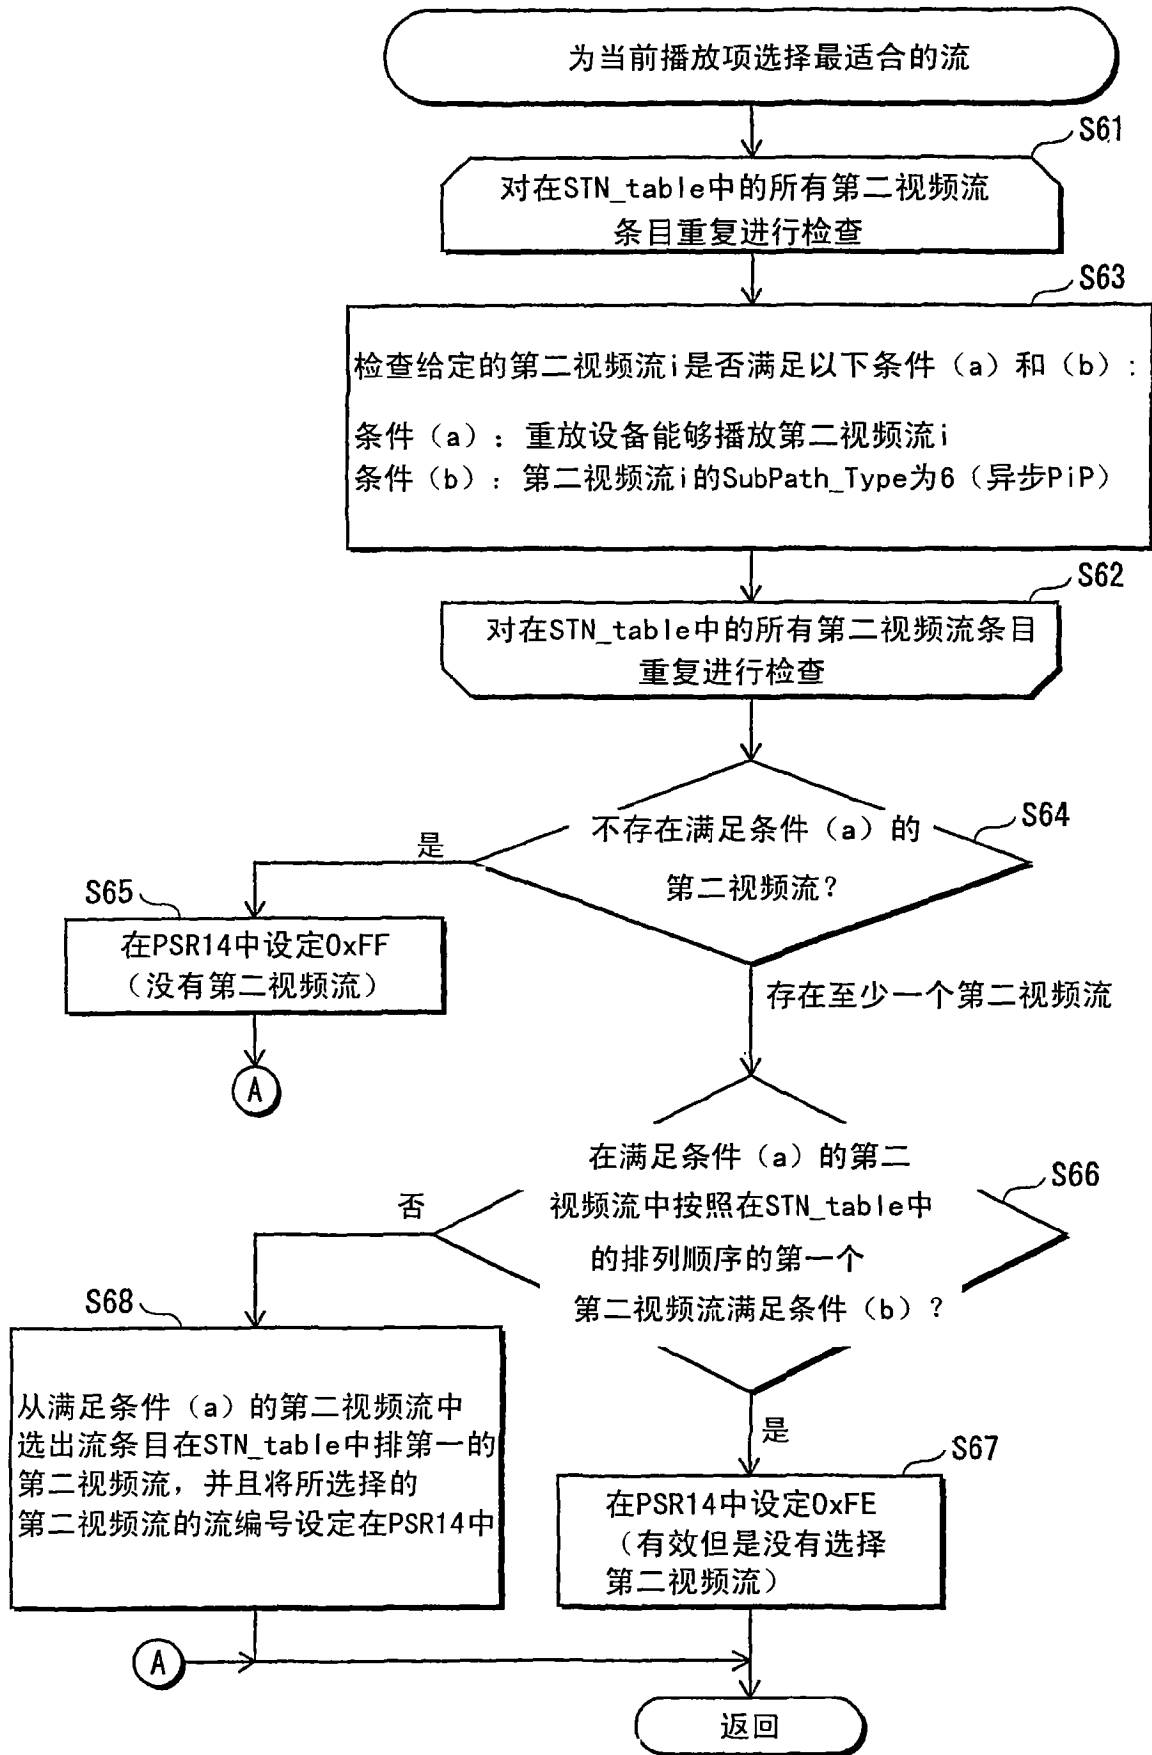 为当前播放项选择最适合的流
S61
对在STN_table中的所有第二视频流
条目重复进行检查
S63
检查给定的第二视频流i是否满足以下条件（a）和（b）:
条件（a）: 重放设备能够播放第二视频流i
条件（b）: 第二视频流i的SubPath_Type为6（异步PiP）
S62
对在STN_table中的所有第二视频流条目
重复进行检查
S64
不存在满足条件（a）的
第二视频流？
是
S65
在PSR14中设定0xFF
（没有第二视频流）
A
存在至少一个第二视频流
S66
在满足条件（a）的第二
视频流中按照在STN_table中
的排列顺序的第一个
第二视频流满足条件（b）？
否
S68
从满足条件（a）的第二视频流中
选出流条目在STN_table中排第一的
第二视频流，并且将所选择的
第二视频流的流编号设定在PSR14中
是
S67
在PSR14中设定0xFE
（有效但是没有选择
第二视频流）
A
返回